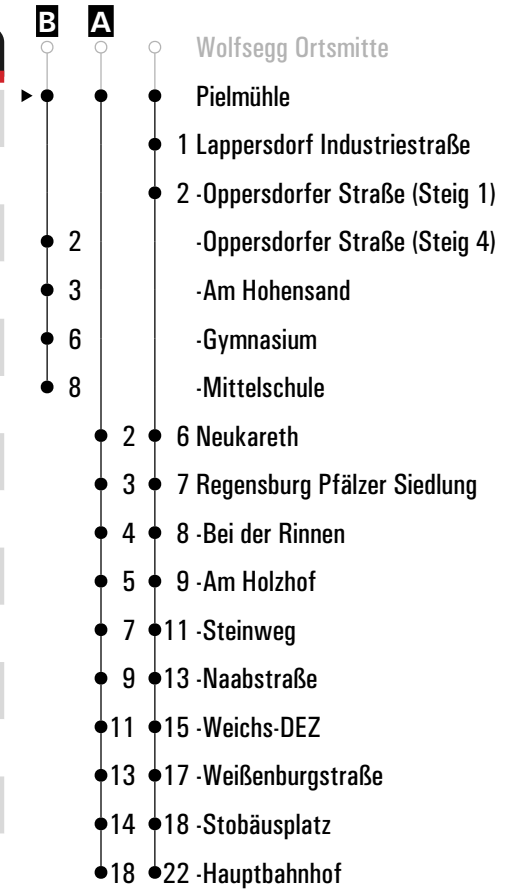 B A
Wolfsegg Ortsmitte
Pielmühle
1 Lappersdorf Industriestraße
2 -Oppersdorfer Straße (Steig 1)
2 -Oppersdorfer Straße (Steig 4)
3 -Am Hohensand
6 -Gymnasium
8 -Mittelschule
2 6 Neukareth
3 7 Regensburg Pfälzer Siedlung
4 8 -Bei der Rinnen
5 9 -Am Holzhof
7 11 -Steinweg
9 13 -Naabstraße
11 15 -Weichs-DEZ
13 17 -Weißenburgstraße
14 18 -Stobäusplatz
18 22 -Hauptbahnhof